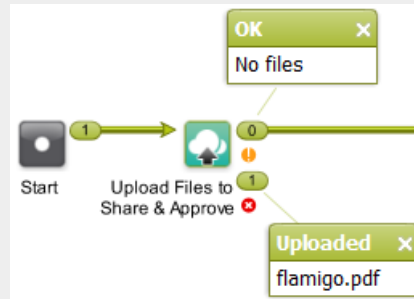 OK
No files
1
0
Start
Upload Files to
Share & Approve
1
Uploaded
flamigo.pdf